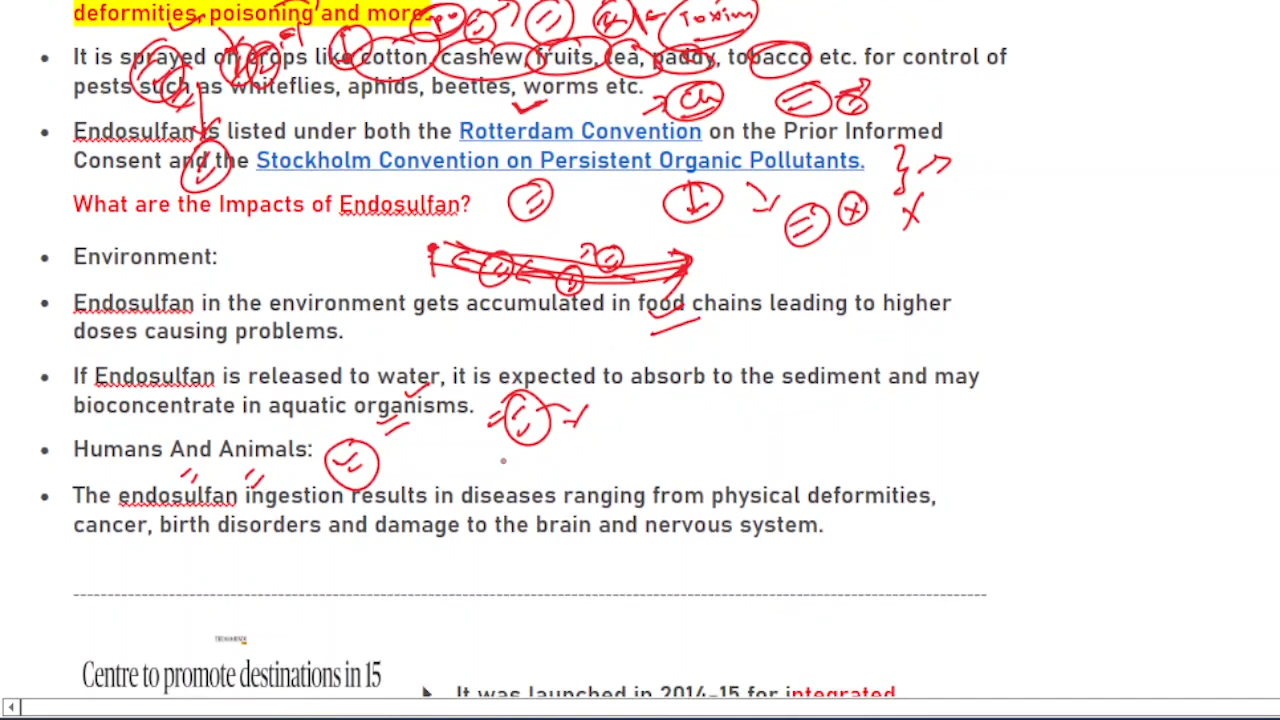 deformities, poisoning and more.
Toxin
It is sprayed on crops like cotton, cashew, fruits, tea, paddy, tobacco etc. for control of
pests such as whiteflies, aphids, beetles, worms etc.
Endosulfan is listed under both the Rotterdam Convention on the Prior Informed
Consent and the Stockholm Convention on Persistent Organic Pollutants.
What are the Impacts of Endosulfan?
Environment:
Endosulfan in the environment gets accumulated in food chains leading to higher
doses causing problems.
If Endosulfan is released to water, it is expected to absorb to the sediment and may
bioconcentrate in aquatic organisms.
Humans And Animals:
The endosulfan ingestion results in diseases ranging from physical deformities,
cancer, birth disorders and damage to the brain and nervous system.
Centre to promote destinations in 15
It was launched in 2014-15 for integrated